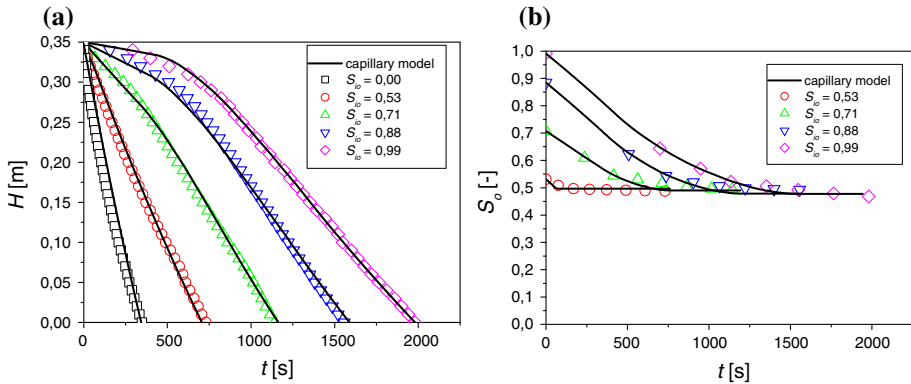 (a)
0,35
0,30
0,25
0,20
0,15
0,10
0,05
0,00
H [m]
0
500
1000
1500
2000
t [s]
capillary model
S_io = 0,00
S_io = 0,53
S_io = 0,71
S_io = 0,88
S_io = 0,99
(b)
1,0
0,9
0,8
0,7
0,6
0,5
0,4
0,3
0,2
0,1
0,0
S_o [-]
0
500
1000
1500
2000
t [s]
capillary model
S_io = 0,53
S_io = 0,71
S_io = 0,88
S_io = 0,99